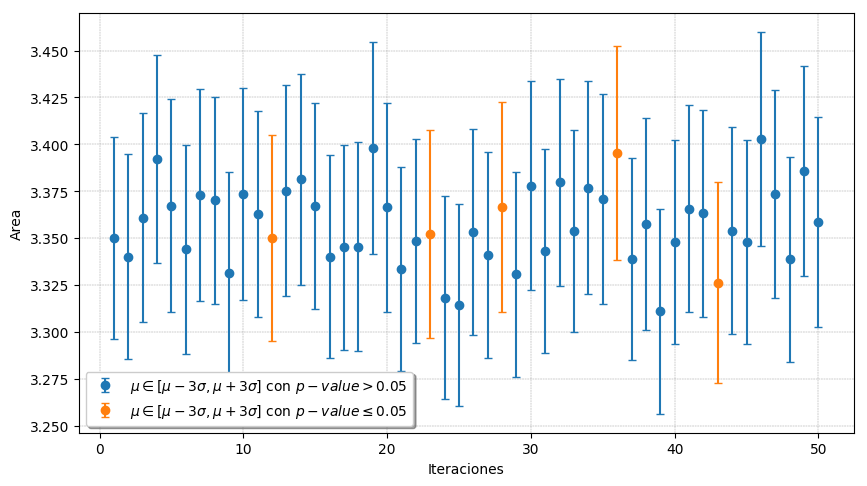 3.450
3.425
3.400
3.375
3.350
3.325
3.300
3.275
3.250
Area
μ ∈ [μ − 3σ, μ + 3σ] con p − value > 0.05
μ ∈ [μ − 3σ, μ + 3σ] con p − value ≤ 0.05
0 10 20 30 40 50
Iteraciones